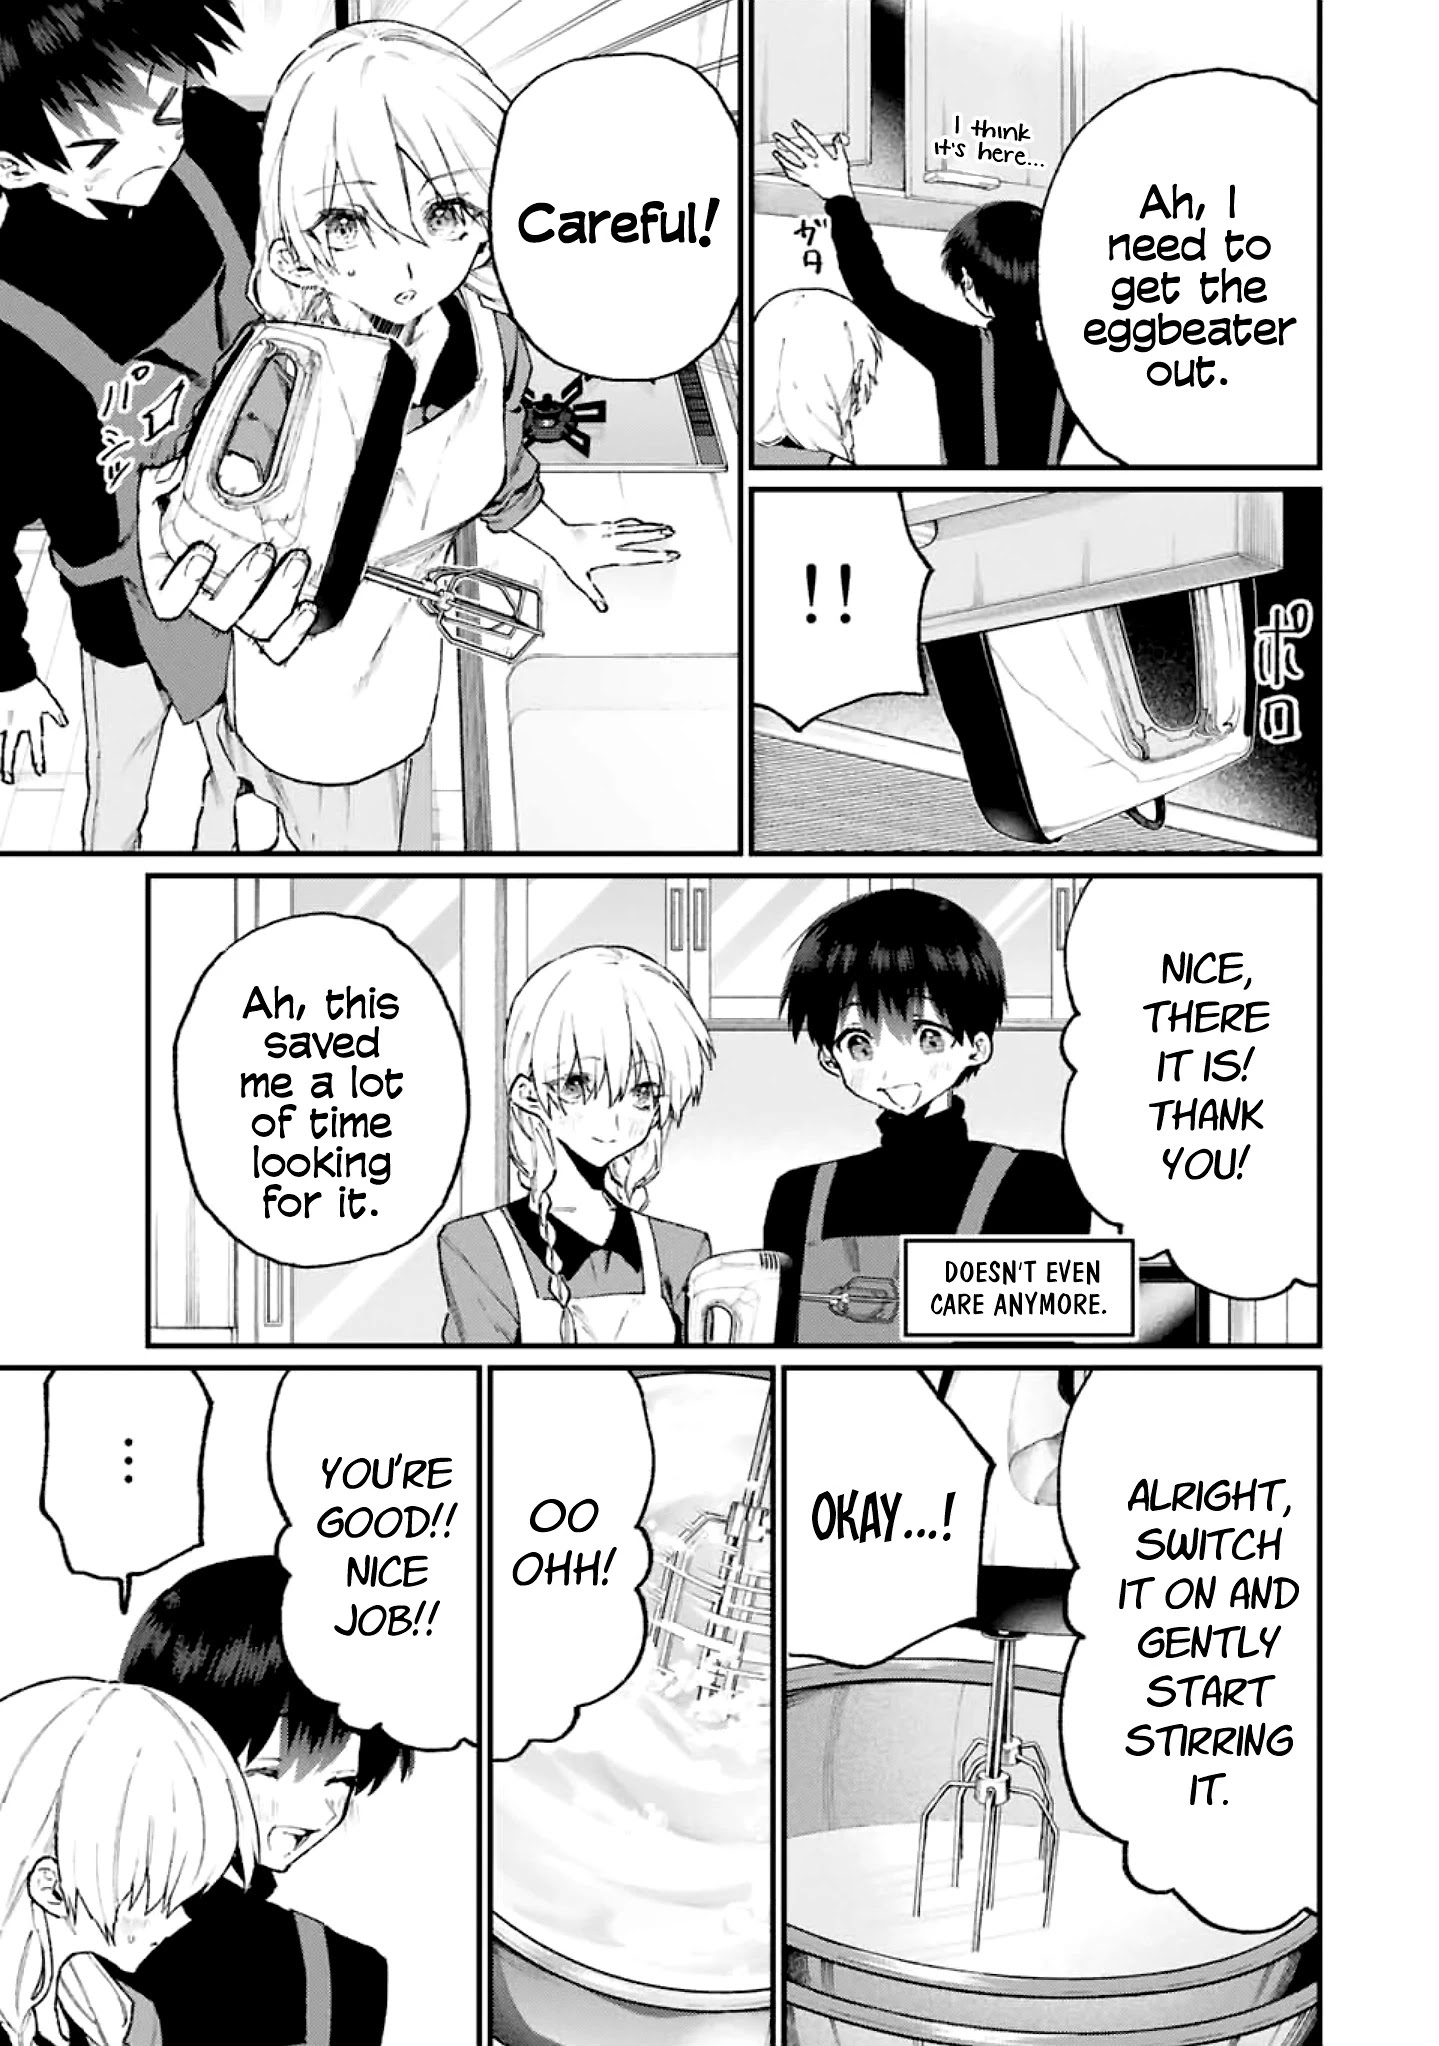 I think
it's here...
Ah, I
need to
get the
eggbeater
out.
ガタ
!!
ポロ
Careful!
パシッ
NICE,
THERE
IT IS!
THANK
YOU!
DOESN'T EVEN
CARE ANYMORE.
Ah, this
saved
me a lot
of time
looking
for it.
ALRIGHT,
SWITCH
IT ON AND
GENTLY
START
STIRRING
IT.
OKAY...!
OO
OHH!
YOU'RE
GOOD!!
NICE
JOB!!
...